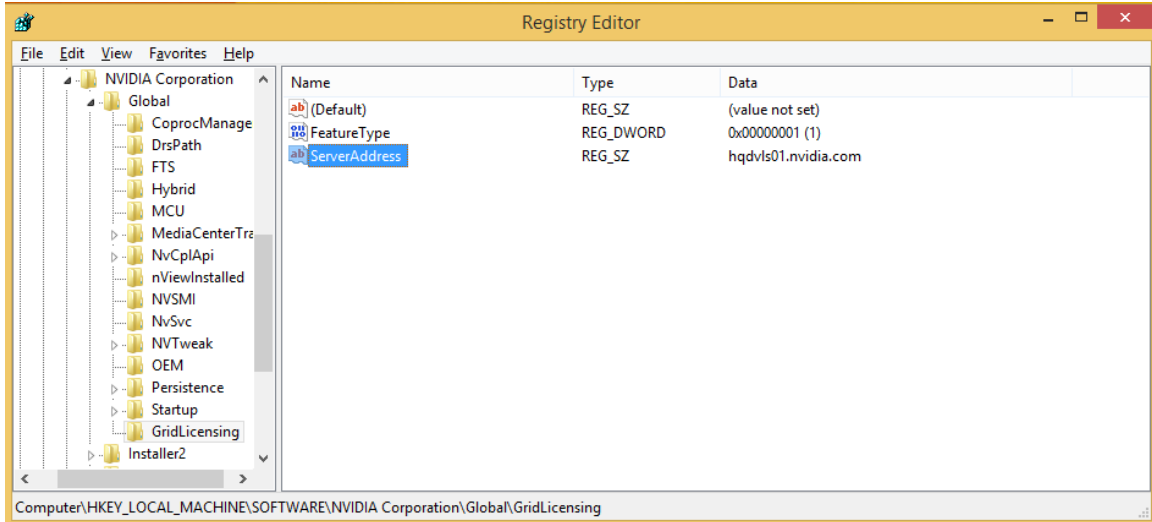 Registry Editor
File Edit View Favorites Help
NVIDIA Corporation
Global
CoprocManage
DrsPath
FTS
Hybrid
MCU
MediaCenterTra
NvCplApi
nViewInstalled
NVSMI
NvSvc
NVTweak
OEM
Persistence
Startup
GridLicensing
Installer2
Name Type Data
(Default) REG_SZ (value not set)
FeatureType REG_DWORD 0x00000001 (1)
ServerAddress REG_SZ hqdvls01.nvidia.com
Computer\HKEY_LOCAL_MACHINE\SOFTWARE\NVIDIA Corporation\Global\GridLicensing